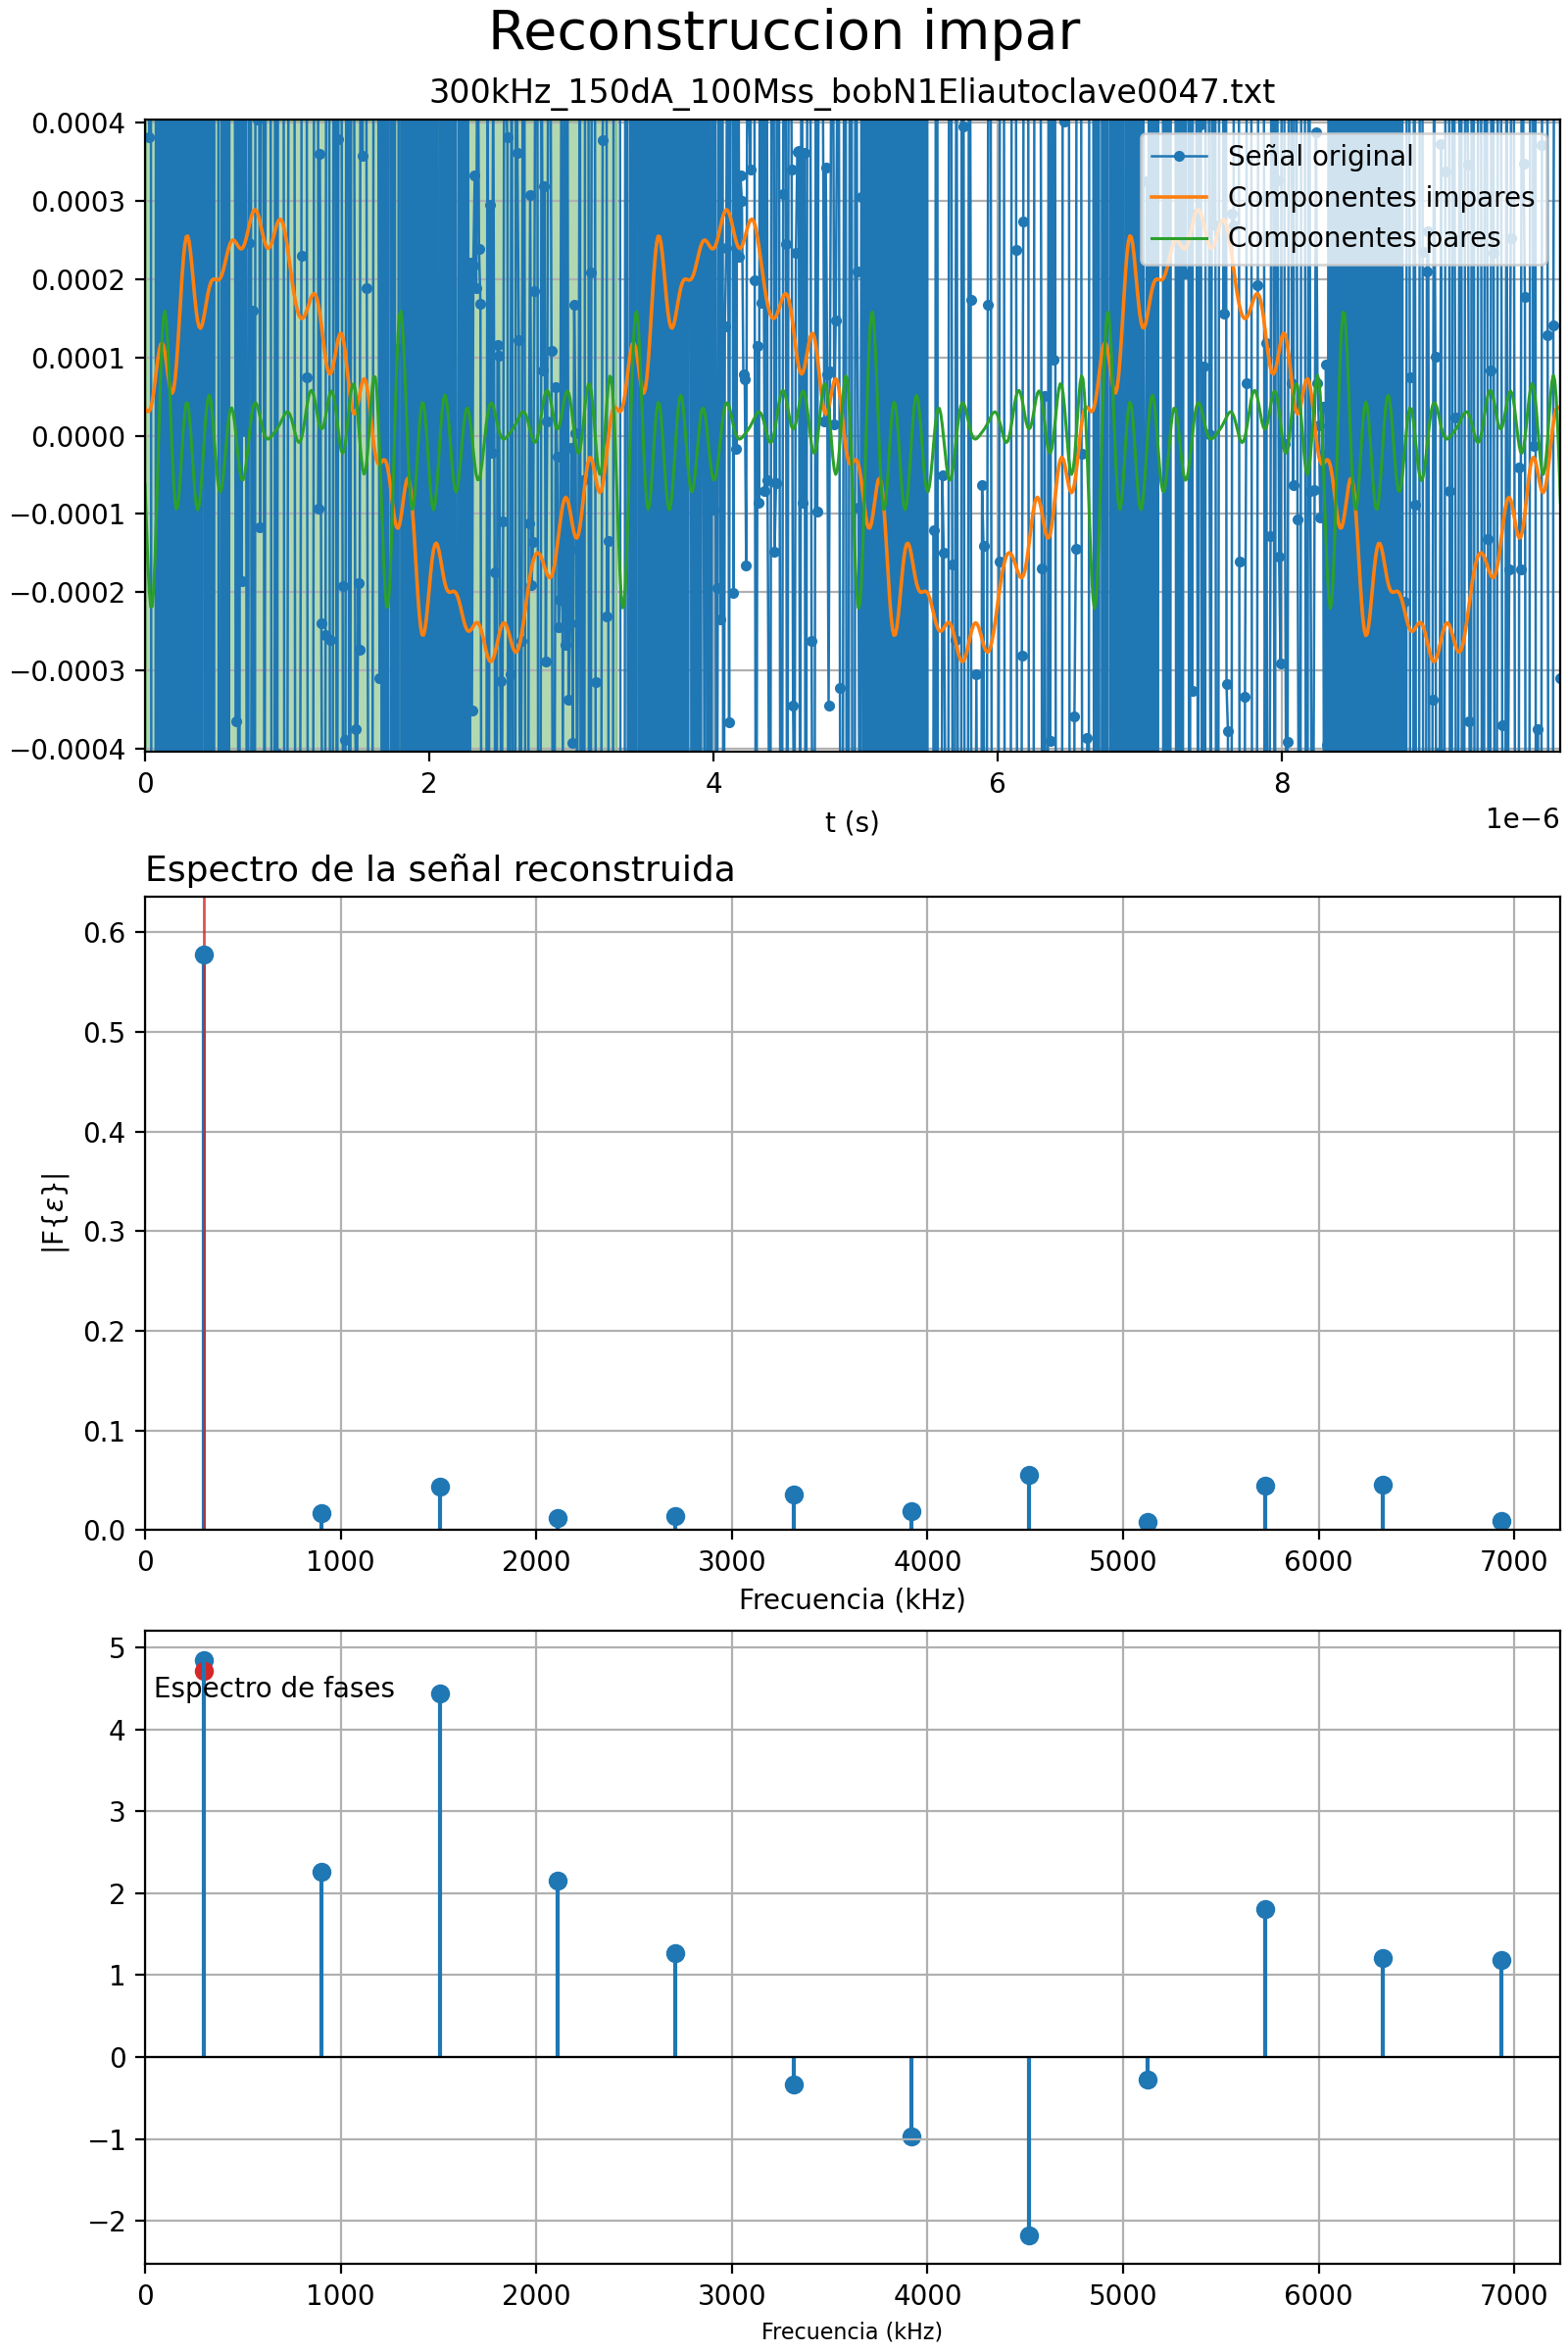 Reconstruccion impar
300kHz_150dA_100Mss_bobN1Eliautoclave0047.txt
0.0004
0.0003
0.0002
0.0001
0.0000
−0.0001
−0.0002
−0.0003
−0.0004
Señal original
Componentes impares
Componentes pares
0 2 4 6 8
1e−6
t (s)
Espectro de la señal reconstruida
0.6
0.5
0.4
0.3
0.2
0.1
0.0
|F{ε}|
0 1000 2000 3000 4000 5000 6000 7000
Frecuencia (kHz)
5
4
3
2
1
0
−1
−2
Espectro de fases
0 1000 2000 3000 4000 5000 6000 7000
Frecuencia (kHz)